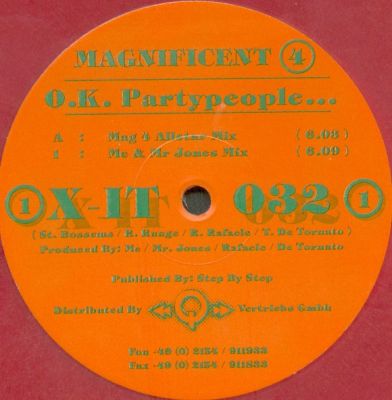 MAGNIFICENT 4
O.K. Partypeople...
A : Mag 4 Allstar Mix ( 6.03 )
1 : Me & Mr Jones Mix ( 6.09 )
1 X-IT 032 1
( St. Bossems / R. Runge / R. Rafaele / T. De Tornato )
Produced By: Me / Mr. Jones / Rafaele / De Tornato
Published By: Step By Step
Distributed By Vertriebs GmbH
Fon -49 (0) 2154 / 911933
Fax -49 (0) 2154 / 911833